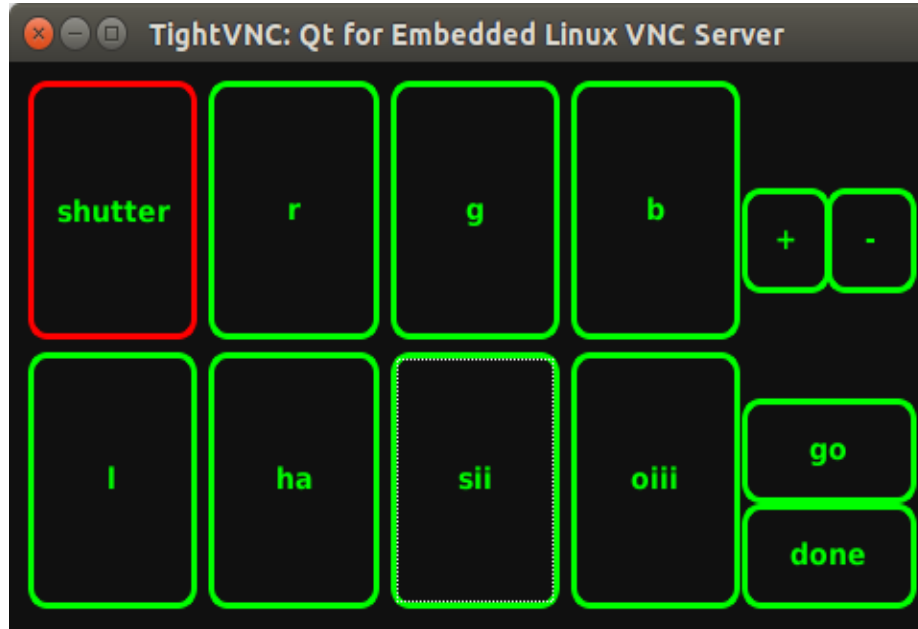 TightVNC: Qt for Embedded Linux VNC Server
shutter r g b + -
l ha sii oiii go
done